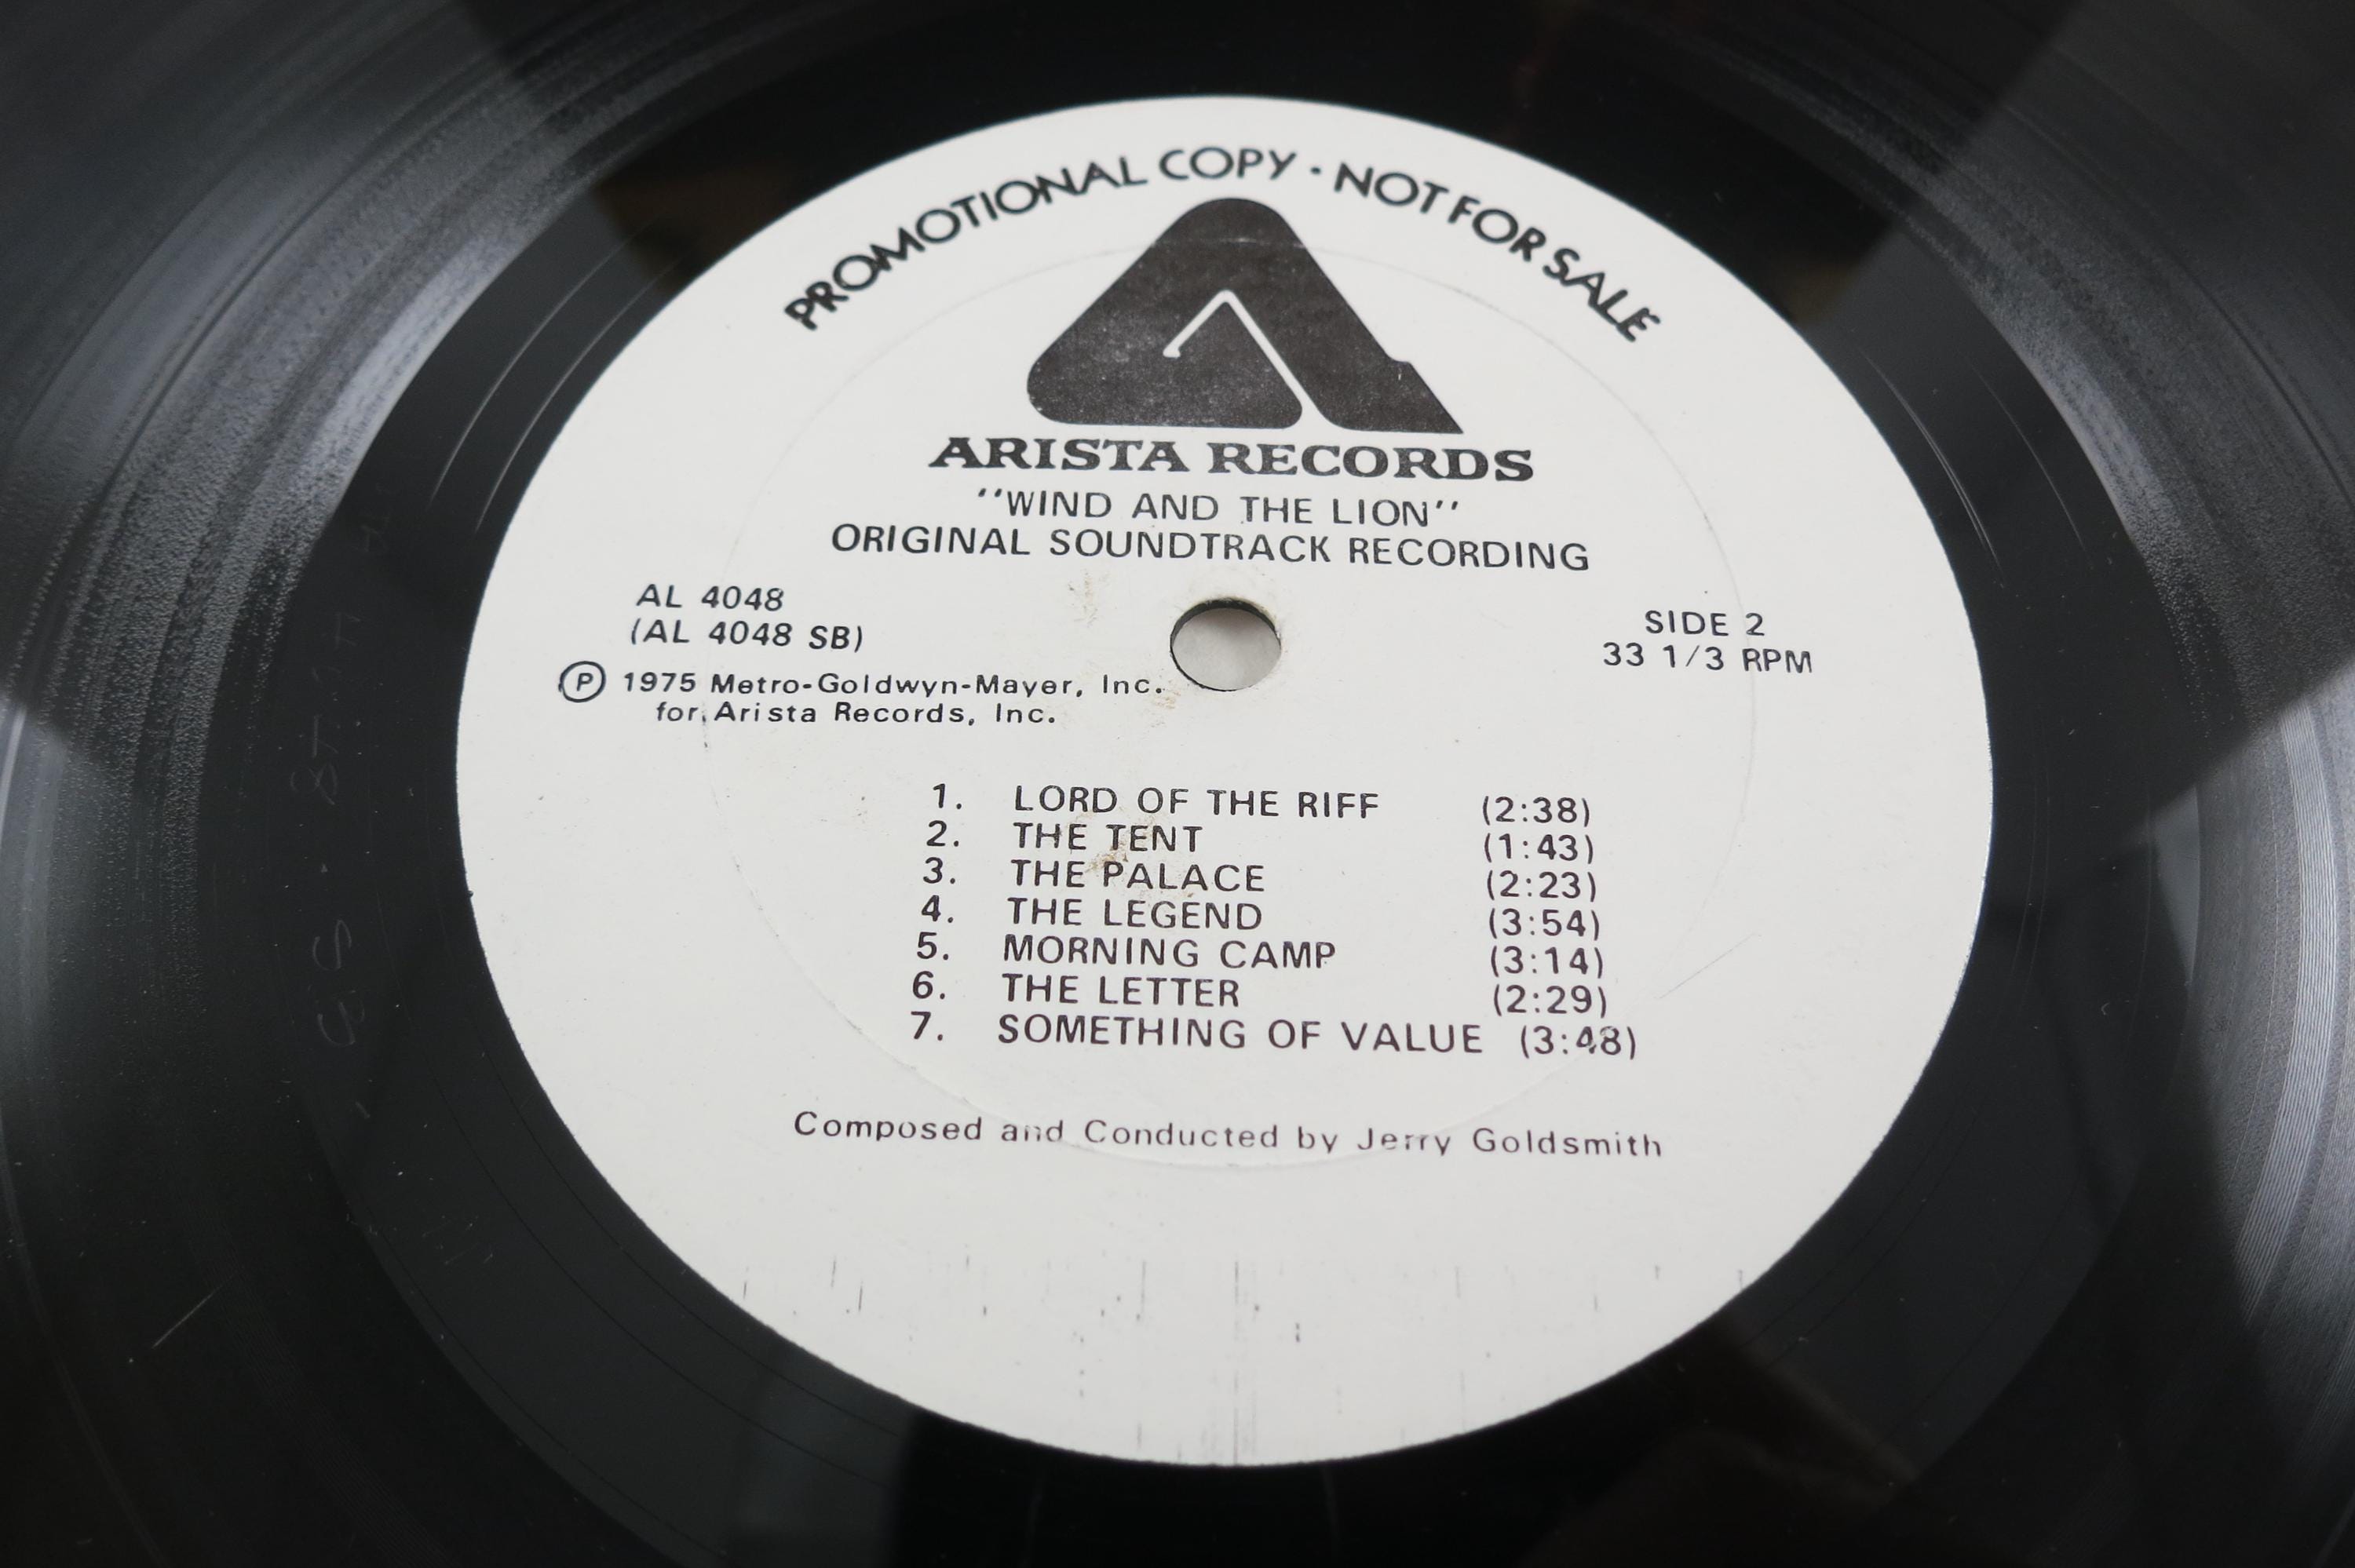 PROMOTIONAL COPY · NOT FOR SALE
ARISTA RECORDS
"WIND AND THE LION"
ORIGINAL SOUNDTRACK RECORDING
AL 4048
(AL 4048 SB)
SIDE 2
33 1/3 RPM
Ⓟ 1975 Metro-Goldwyn-Mayer, Inc.
for Arista Records, Inc.
1. LORD OF THE RIFF (2:38)
2. THE TENT (1:43)
3. THE PALACE (2:23)
4. THE LEGEND (3:54)
5. MORNING CAMP (3:14)
6. THE LETTER (2:29)
7. SOMETHING OF VALUE (3:48)
Composed and Conducted by Jerry Goldsmith